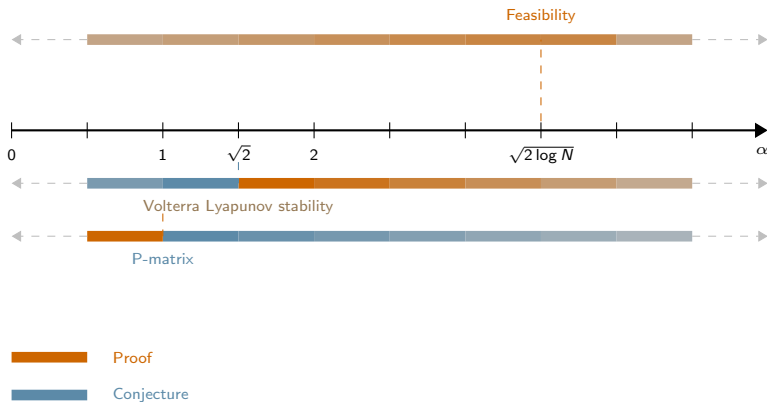 Feasibility
0 1 √2 2 √2 log N α
Volterra Lyapunov stability
P-matrix
Proof
Conjecture